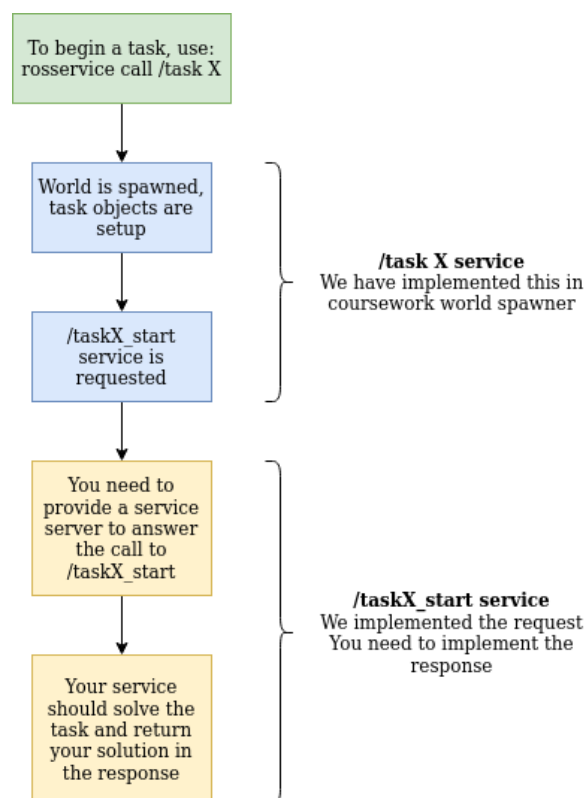 To begin a task, use:
rosservice call /task X
World is spawned,
task objects are
setup
/task X service
We have implemented this in
coursework world spawner
/taskX_start
service is
requested
You need to
provide a service
server to answer
the call to
/taskX_start
/taskX_start service
We implemented the request
You need to implement the
response
Your service
should solve the
task and return
your solution in
the response